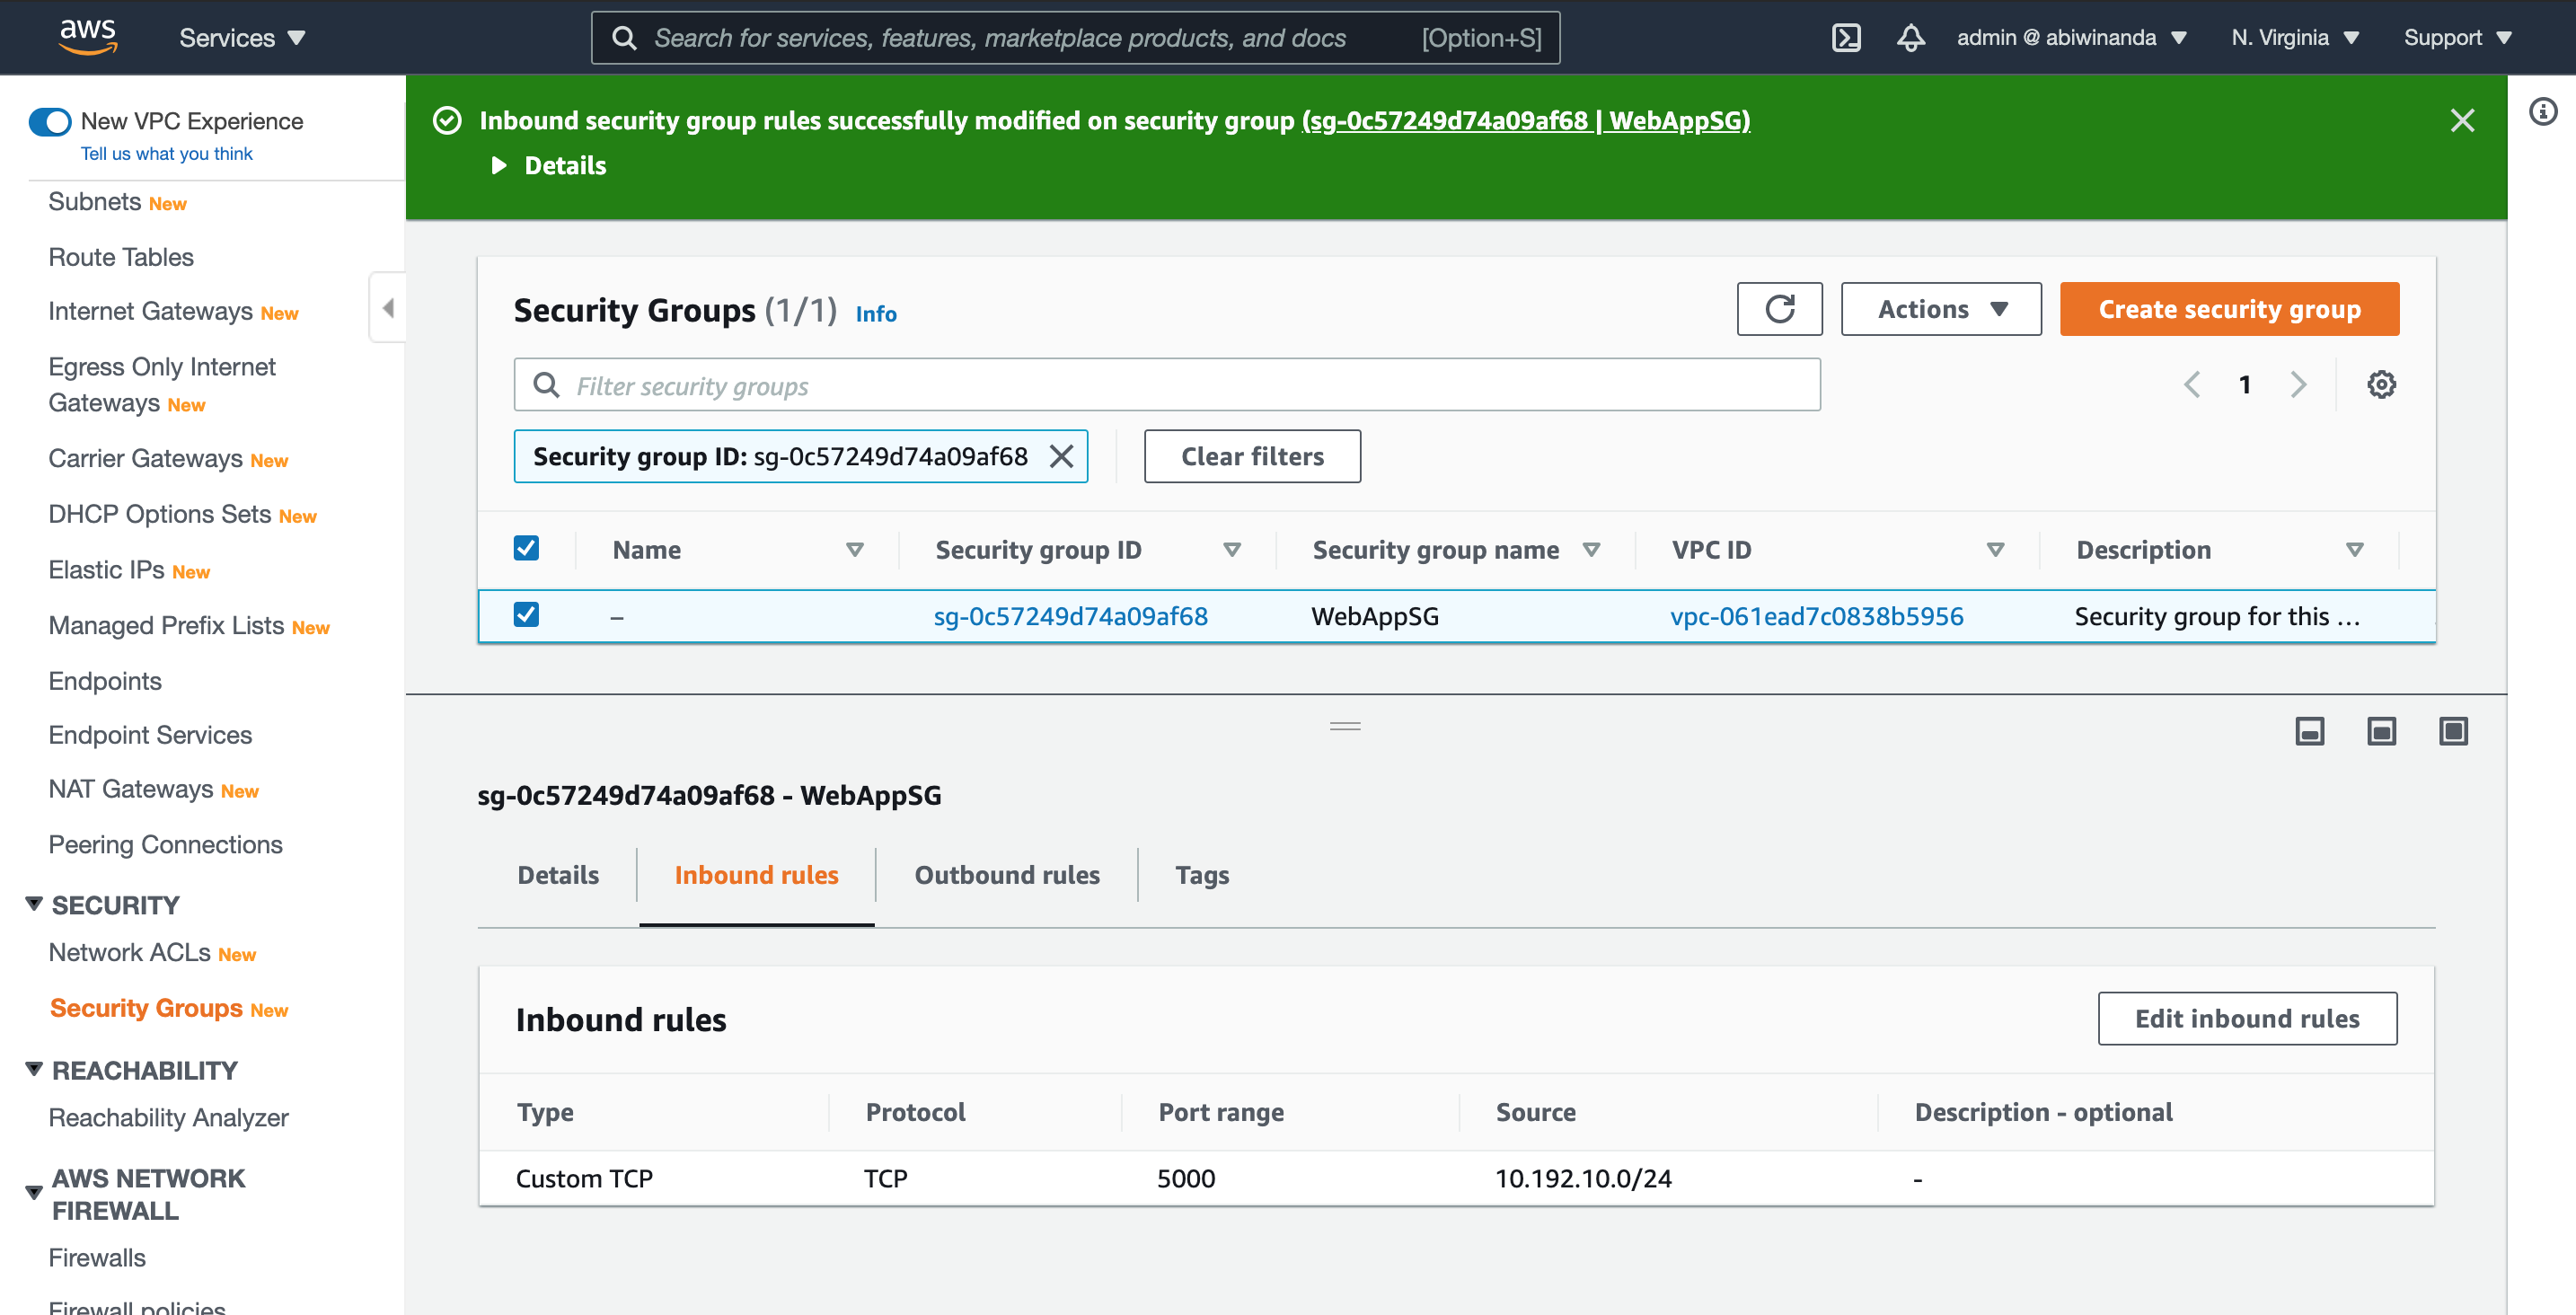 aws
Services
Search for services, features, marketplace products, and docs [Option+S]
admin @ abiwinanda
N. Virginia
Support
New VPC Experience
Tell us what you think
Subnets New
Route Tables
Internet Gateways New
Egress Only Internet
Gateways New
Carrier Gateways New
DHCP Options Sets New
Elastic IPs New
Managed Prefix Lists New
Endpoints
Endpoint Services
NAT Gateways New
Peering Connections
SECURITY
Network ACLs New
Security Groups New
REACHABILITY
Reachability Analyzer
AWS NETWORK
FIREWALL
Firewalls
Firewall policies
Inbound security group rules successfully modified on security group (sg-0c57249d74a09af68 | WebAppSG)
Details
Security Groups (1/1) Info
Actions
Create security group
Filter security groups
1
Security group ID: sg-0c57249d74a09af68
Clear filters
Name Security group ID Security group name VPC ID Description
– sg-0c57249d74a09af68 WebAppSG vpc-061ead7c0838b5956 Security group for this ...
sg-0c57249d74a09af68 - WebAppSG
Details Inbound rules Outbound rules Tags
Inbound rules
Edit inbound rules
Type Protocol Port range Source Description - optional
Custom TCP TCP 5000 10.192.10.0/24 -